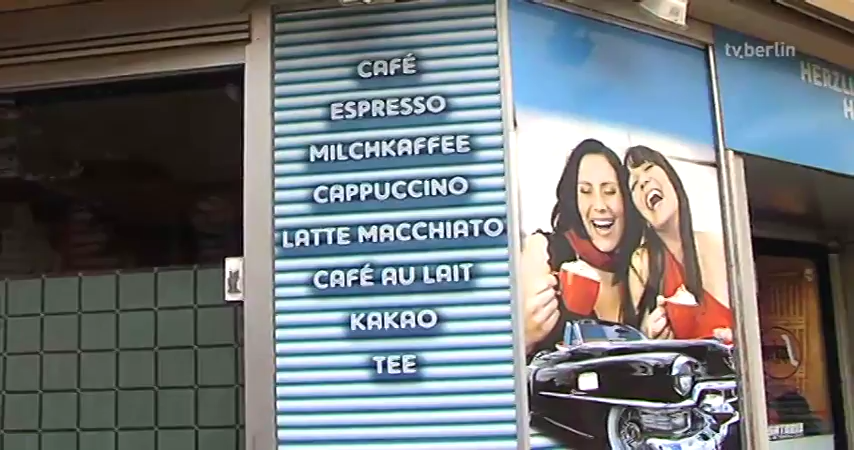 CAFÉ
ESPRESSO
MILCHKAFFEE
CAPPUCCINO
LATTE MACCHIATO
CAFÉ AU LAIT
KAKAO
TEE
tv.berlin